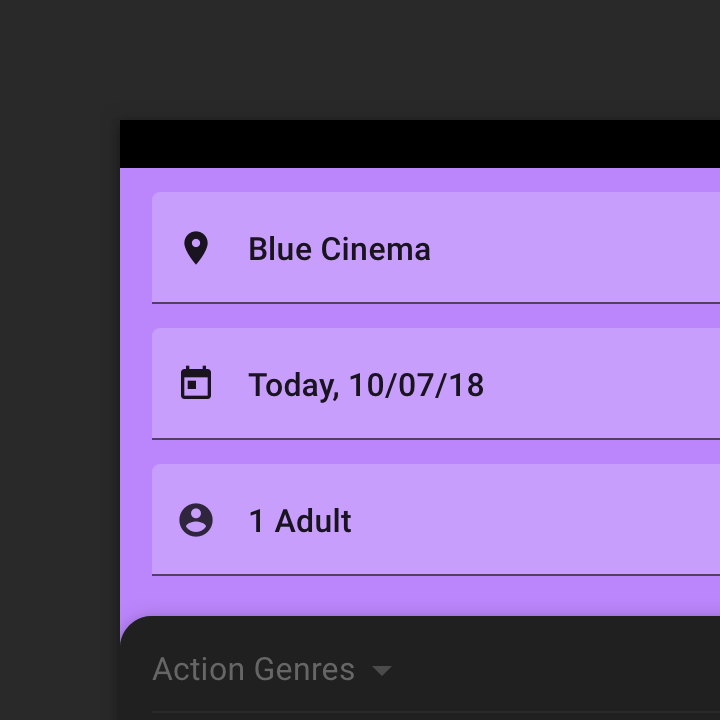 Blue Cinema
Today, 10/07/18
1 Adult
Action Genres